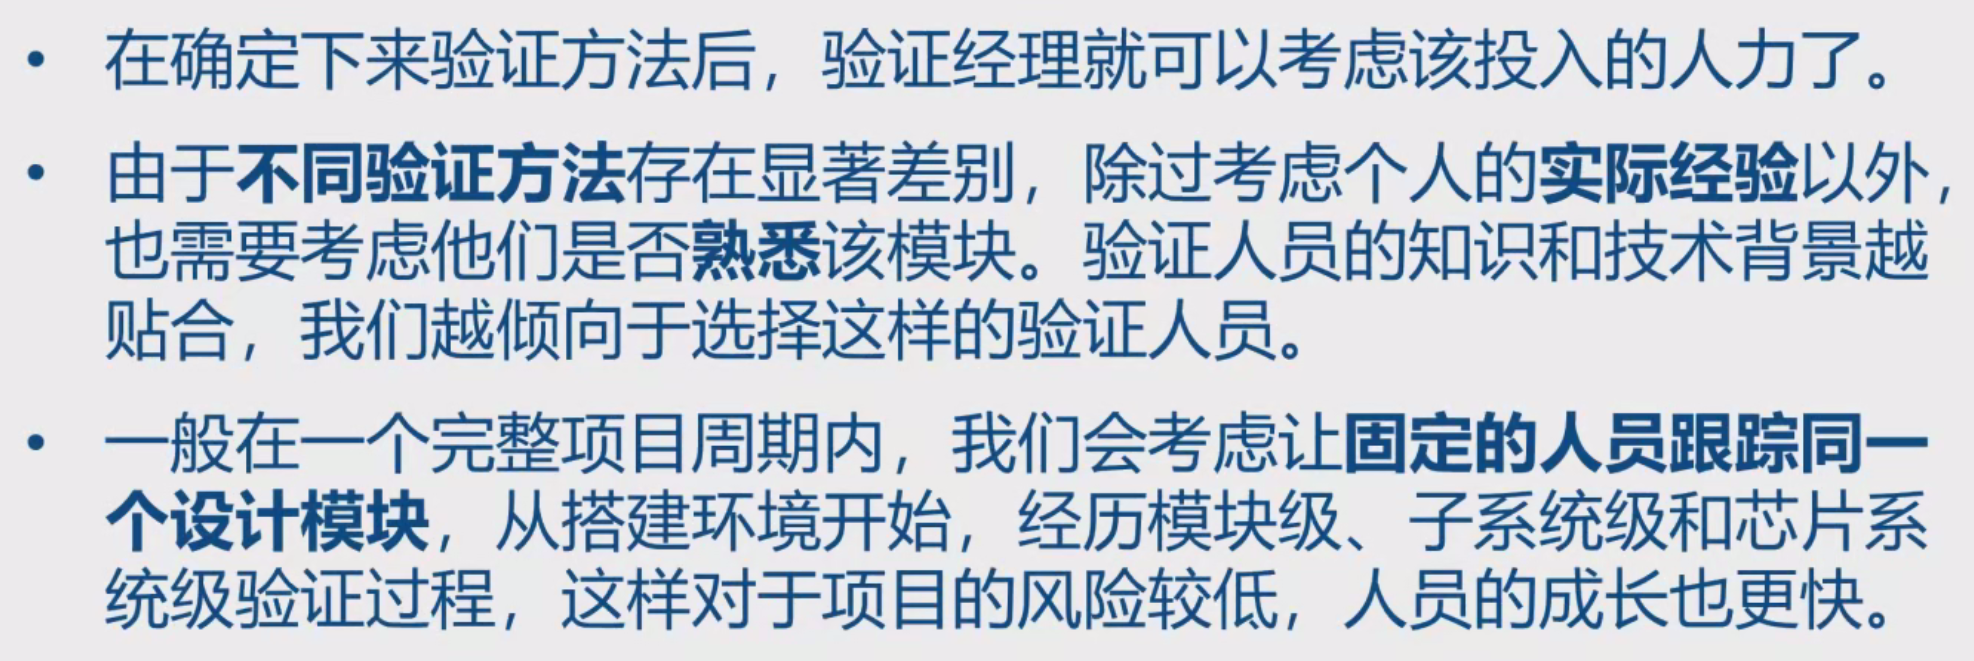 • 在确定下来验证方法后，验证经理就可以考虑该投入的人力了。
• 由于不同验证方法存在显著差别，除过考虑个人的实际经验以外，
也需要考虑他们是否熟悉该模块。验证人员的知识和技术背景越
贴合，我们越倾向于选择这样的验证人员。
• 一般在一个完整项目周期内，我们会考虑让固定的人员跟踪同一
个设计模块，从搭建环境开始，经历模块级、子系统级和芯片系
统级验证过程，这样对于项目的风险较低，人员的成长也更快。